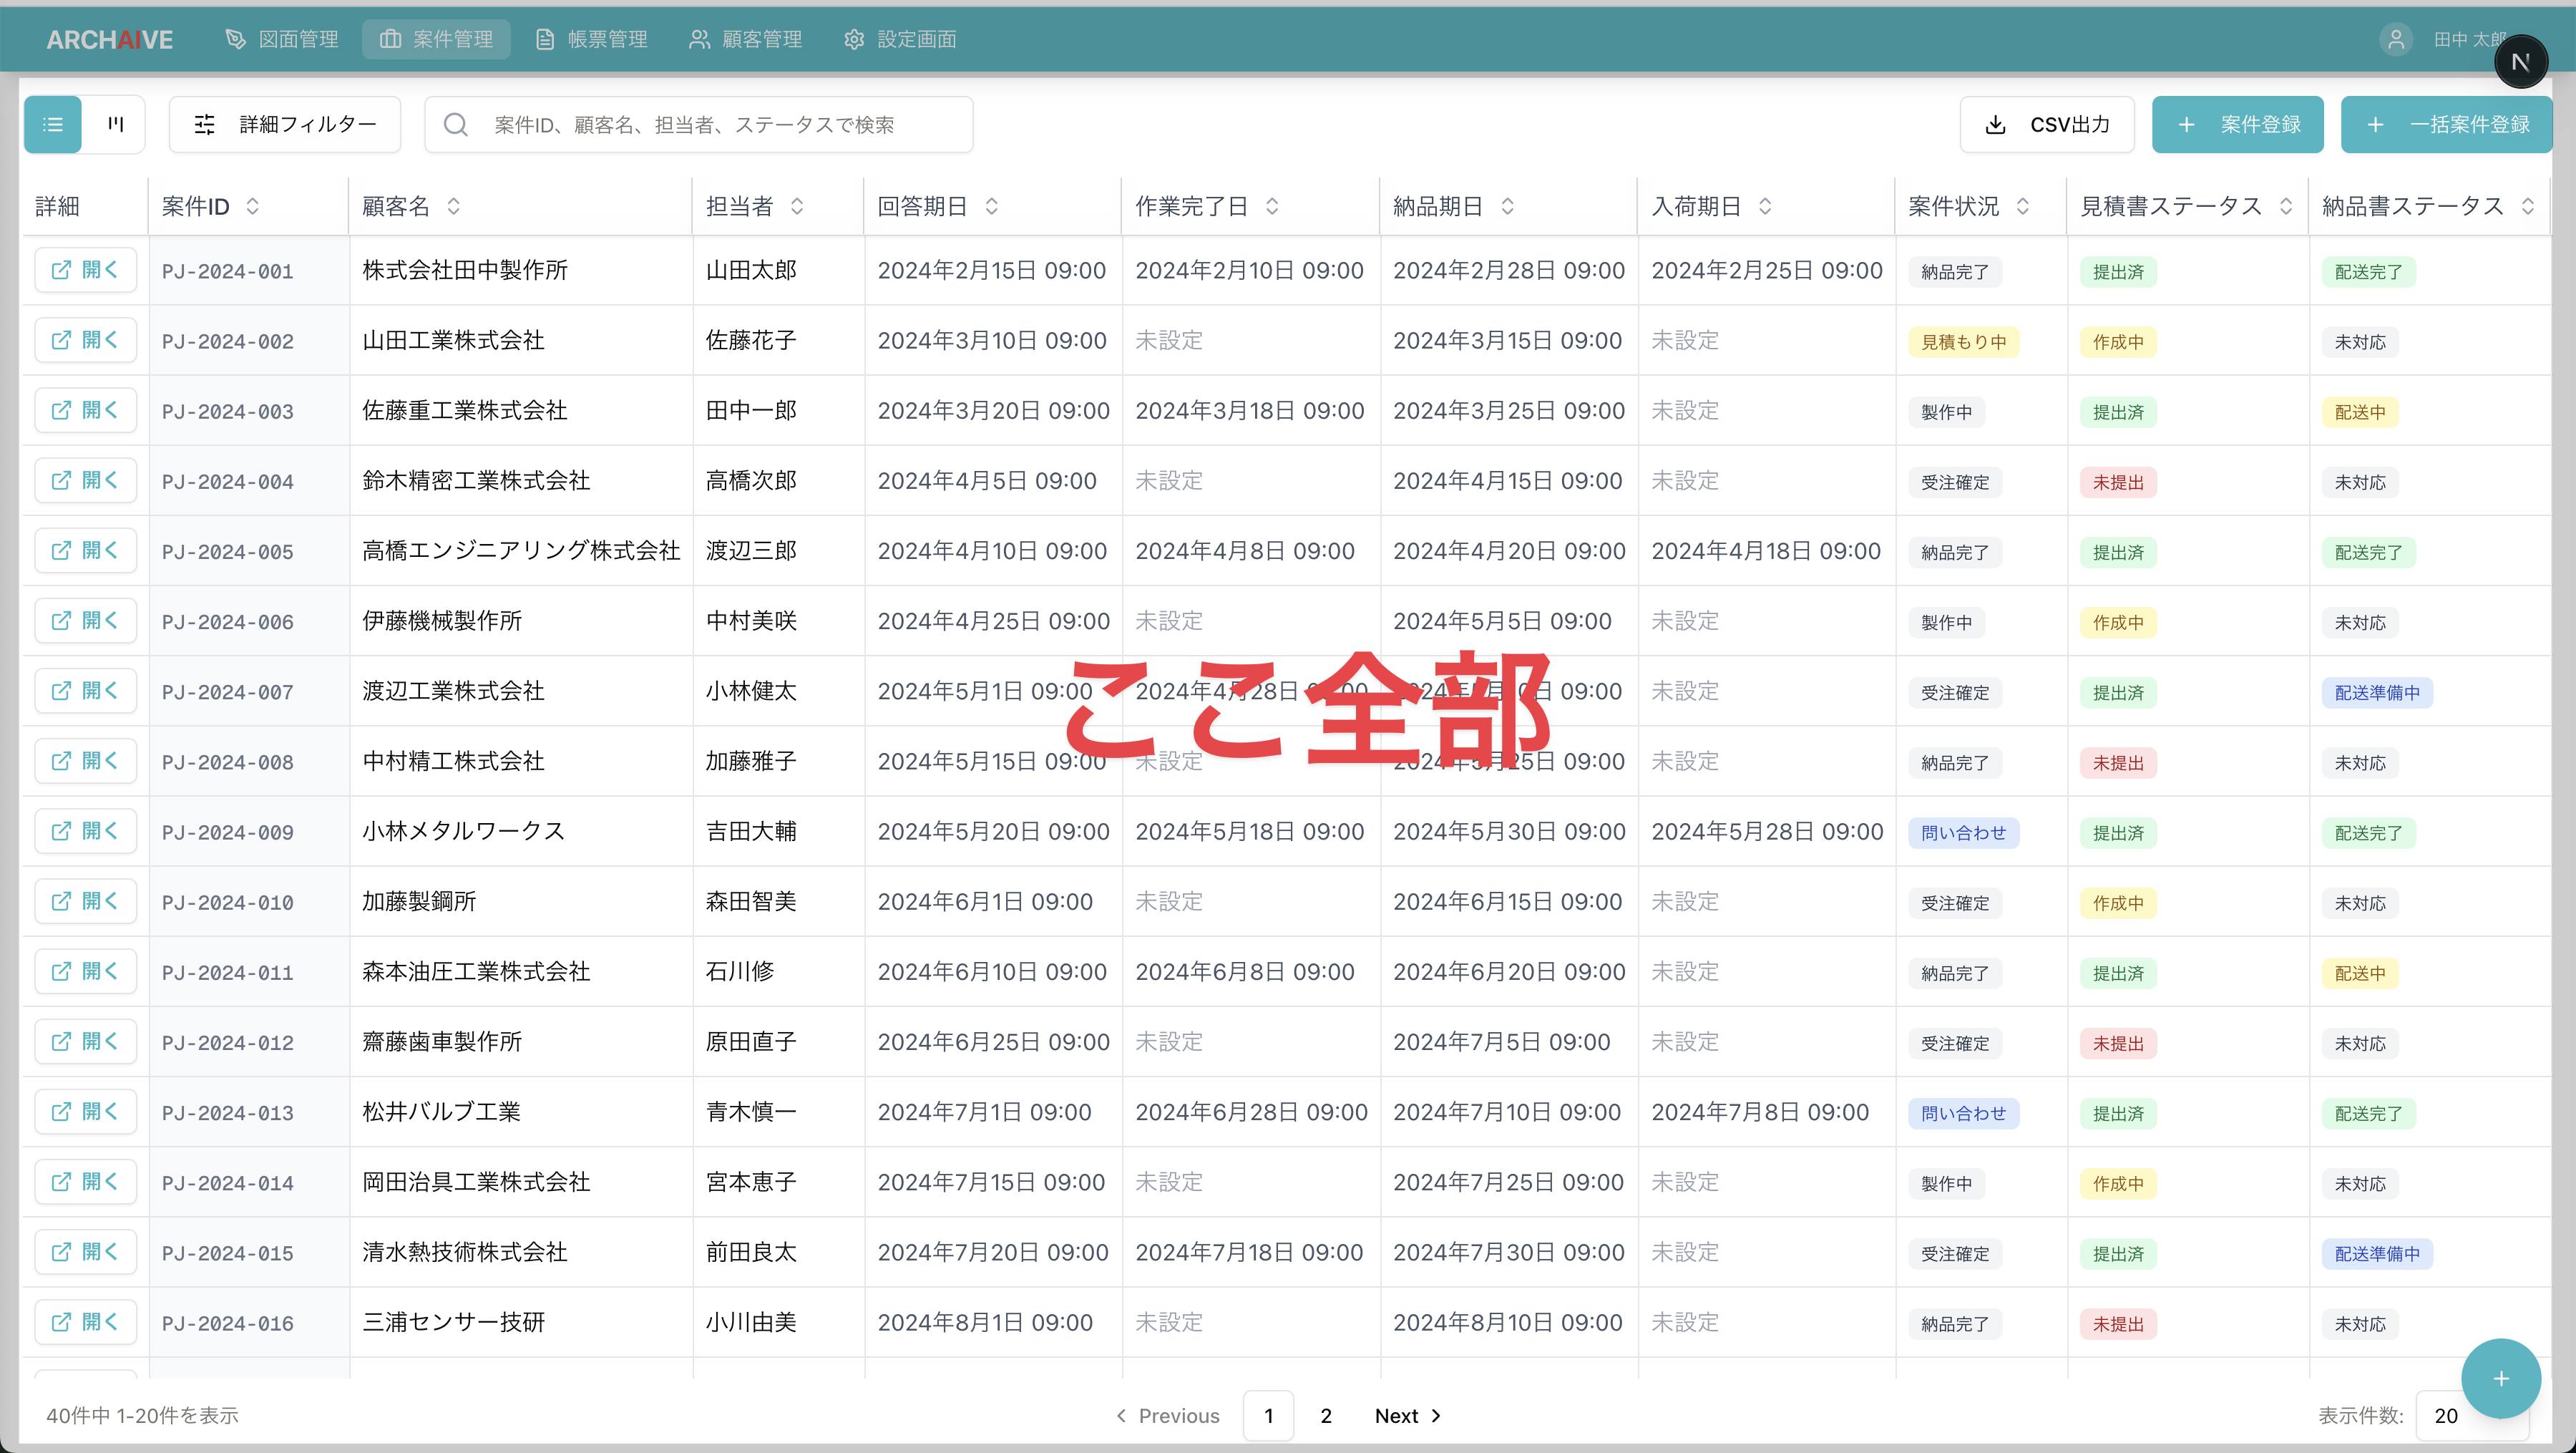 ARCHAIVE 図面管理 案件管理 帳票管理 顧客管理 設定画面 田中 太郎 N
詳細フィルター 案件ID、顧客名、担当者、ステータスで検索 CSV出力 + 案件登録 + 一括案件登録
詳細 案件ID 顧客名 担当者 回答期日 作業完了日 納品期日 入荷期日 案件状況 見積書ステータス 納品書ステータス
開く PJ-2024-001 株式会社田中製作所 山田太郎 2024年2月15日 09:00 2024年2月10日 09:00 2024年2月28日 09:00 2024年2月25日 09:00 納品完了 提出済 配送完了
開く PJ-2024-002 山田工業株式会社 佐藤花子 2024年3月10日 09:00 未設定 2024年3月15日 09:00 未設定 見積もり中 作成中 未対応
開く PJ-2024-003 佐藤重工業株式会社 田中一郎 2024年3月20日 09:00 2024年3月18日 09:00 2024年3月25日 09:00 未設定 製作中 提出済 配送中
開く PJ-2024-004 鈴木精密工業株式会社 高橋次郎 2024年4月5日 09:00 未設定 2024年4月15日 09:00 未設定 受注確定 未提出 未対応
開く PJ-2024-005 高橋エンジニアリング株式会社 渡辺三郎 2024年4月10日 09:00 2024年4月8日 09:00 2024年4月20日 09:00 2024年4月18日 09:00 納品完了 提出済 配送完了
開く PJ-2024-006 伊藤機械製作所 中村美咲 2024年4月25日 09:00 未設定 2024年5月5日 09:00 未設定 製作中 作成中 未対応
開く PJ-2024-007 渡辺工業株式会社 小林健太 2024年5月1日 09:00 2024年4月28日 09:00 09:00 未設定 受注確定 提出済 配送準備中
ここ全部
開く PJ-2024-008 中村精工株式会社 加藤雅子 2024年5月15日 09:00 未設定 2024年5月25日 09:00 未設定 納品完了 未提出 未対応
開く PJ-2024-009 小林メタルワークス 吉田大輔 2024年5月20日 09:00 2024年5月18日 09:00 2024年5月30日 09:00 2024年5月28日 09:00 問い合わせ 提出済 配送完了
開く PJ-2024-010 加藤製鋼所 森田智美 2024年6月1日 09:00 未設定 2024年6月15日 09:00 未設定 受注確定 作成中 未対応
開く PJ-2024-011 森本油圧工業株式会社 石川修 2024年6月10日 09:00 2024年6月8日 09:00 2024年6月20日 09:00 未設定 納品完了 提出済 配送中
開く PJ-2024-012 齋藤歯車製作所 原田直子 2024年6月25日 09:00 未設定 2024年7月5日 09:00 未設定 受注確定 未提出 未対応
開く PJ-2024-013 松井バルブ工業 青木慎一 2024年7月1日 09:00 2024年6月28日 09:00 2024年7月10日 09:00 2024年7月8日 09:00 問い合わせ 提出済 配送完了
開く PJ-2024-014 岡田治具工業株式会社 宮本恵子 2024年7月15日 09:00 未設定 2024年7月25日 09:00 未設定 製作中 作成中 未対応
開く PJ-2024-015 清水熱技術株式会社 前田良太 2024年7月20日 09:00 2024年7月18日 09:00 2024年7月30日 09:00 未設定 受注確定 提出済 配送準備中
開く PJ-2024-016 三浦センサー技研 小川由美 2024年8月1日 09:00 未設定 2024年8月10日 09:00 未設定 納品完了 未提出 未対応
40件中 1-20件を表示 Previous 1 2 Next 表示件数: 20